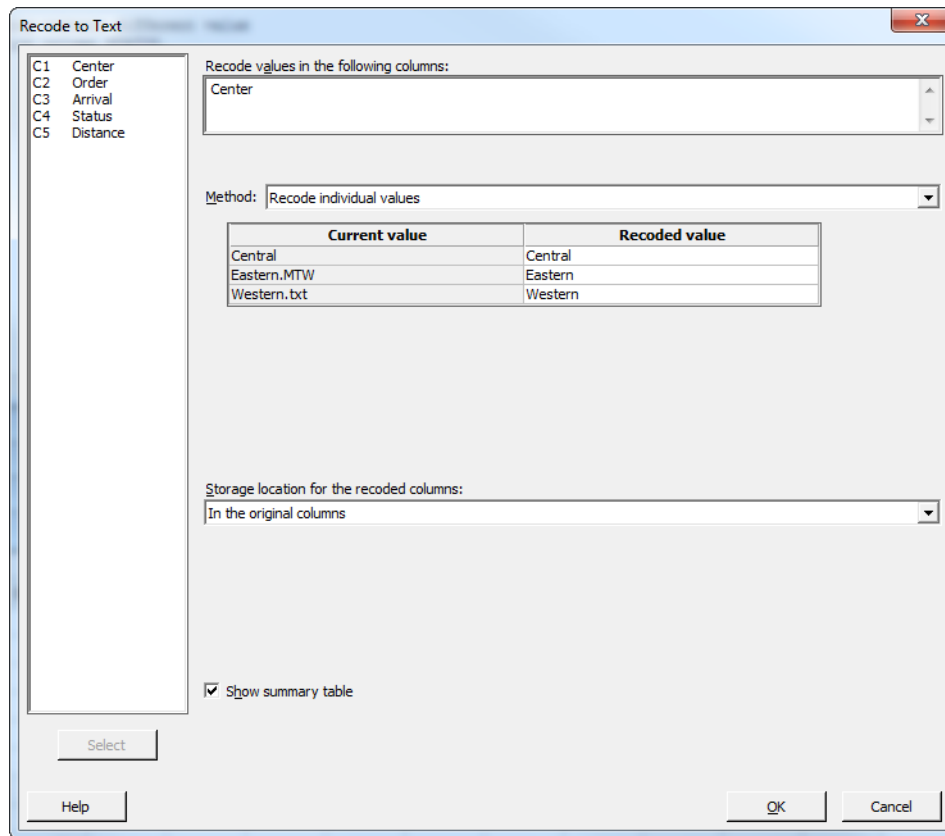 Recode to Text
C1 Center
C2 Order
C3 Arrival
C4 Status
C5 Distance
Recode values in the following columns:
Center
Method: Recode individual values
Current value Recoded value
Central Central
Eastern.MTW Eastern
Western.txt Western
Storage location for the recoded columns:
In the original columns
Show summary table
Select
Help OK Cancel